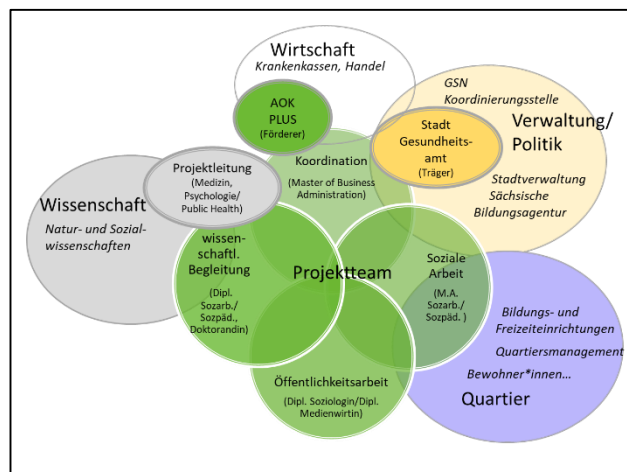 Wirtschaft
Krankenkassen, Handel
AOK
PLUS
(Förderer)
GSN
Koordinierungsstelle
Verwaltung/
Politik
Stadt
Gesundheits-
amt
(Träger)
Stadtverwaltung
Sächsische
Bildungsagentur
Koordination
(Master of Business
Administration)
Projektleitung
(Medizin,
Psychologie/
Public Health)
Wissenschaft
Natur- und Sozial-
wissenschaften
wissen-
schaftl.
Begleitung
(Dipl.
Sozarb./
Sozpäd.,
Doktorandin)
Projektteam
Soziale
Arbeit
(M.A.
Sozarb./
Sozpäd. )
Öffentlichkeitsarbeit
(Dipl. Soziologin/Dipl.
Medienwirtin)
Bildungs- und
Freizeiteinrichtungen
Quartiersmanagement
Bewohner*innen...
Quartier